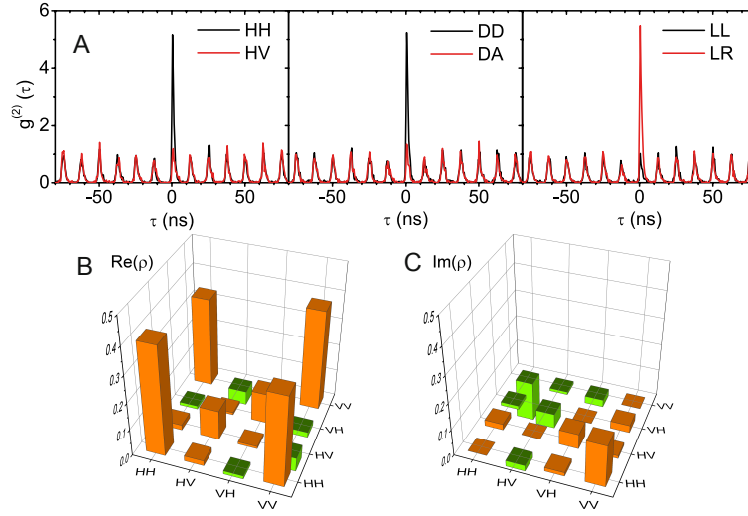 6
4
2
0
g(2) (τ)
A
HH
HV
DD
DA
LL
LR
-50 0 50
-50 0 50
-50 0 50
τ (ns)
τ (ns)
τ (ns)
B
Re(ρ)
0.5
0.4
0.3
0.2
0.1
0.0
HH
HV
VH
VV
HH
HV
VH
VV
C
Im(ρ)
0.5
0.4
0.3
0.2
0.1
0.0
HH
HV
VH
VV
HH
HV
VH
VV